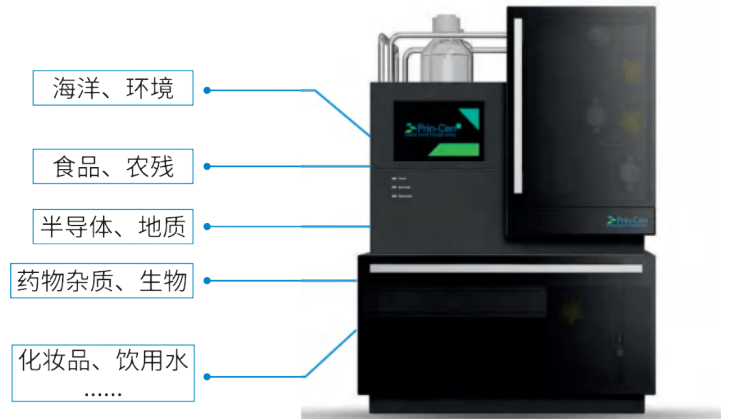 海洋、环境
食品、农残
半导体、地质
药物杂质、生物
化妆品、饮用水
......
Prin-Cen
Prin-Cen